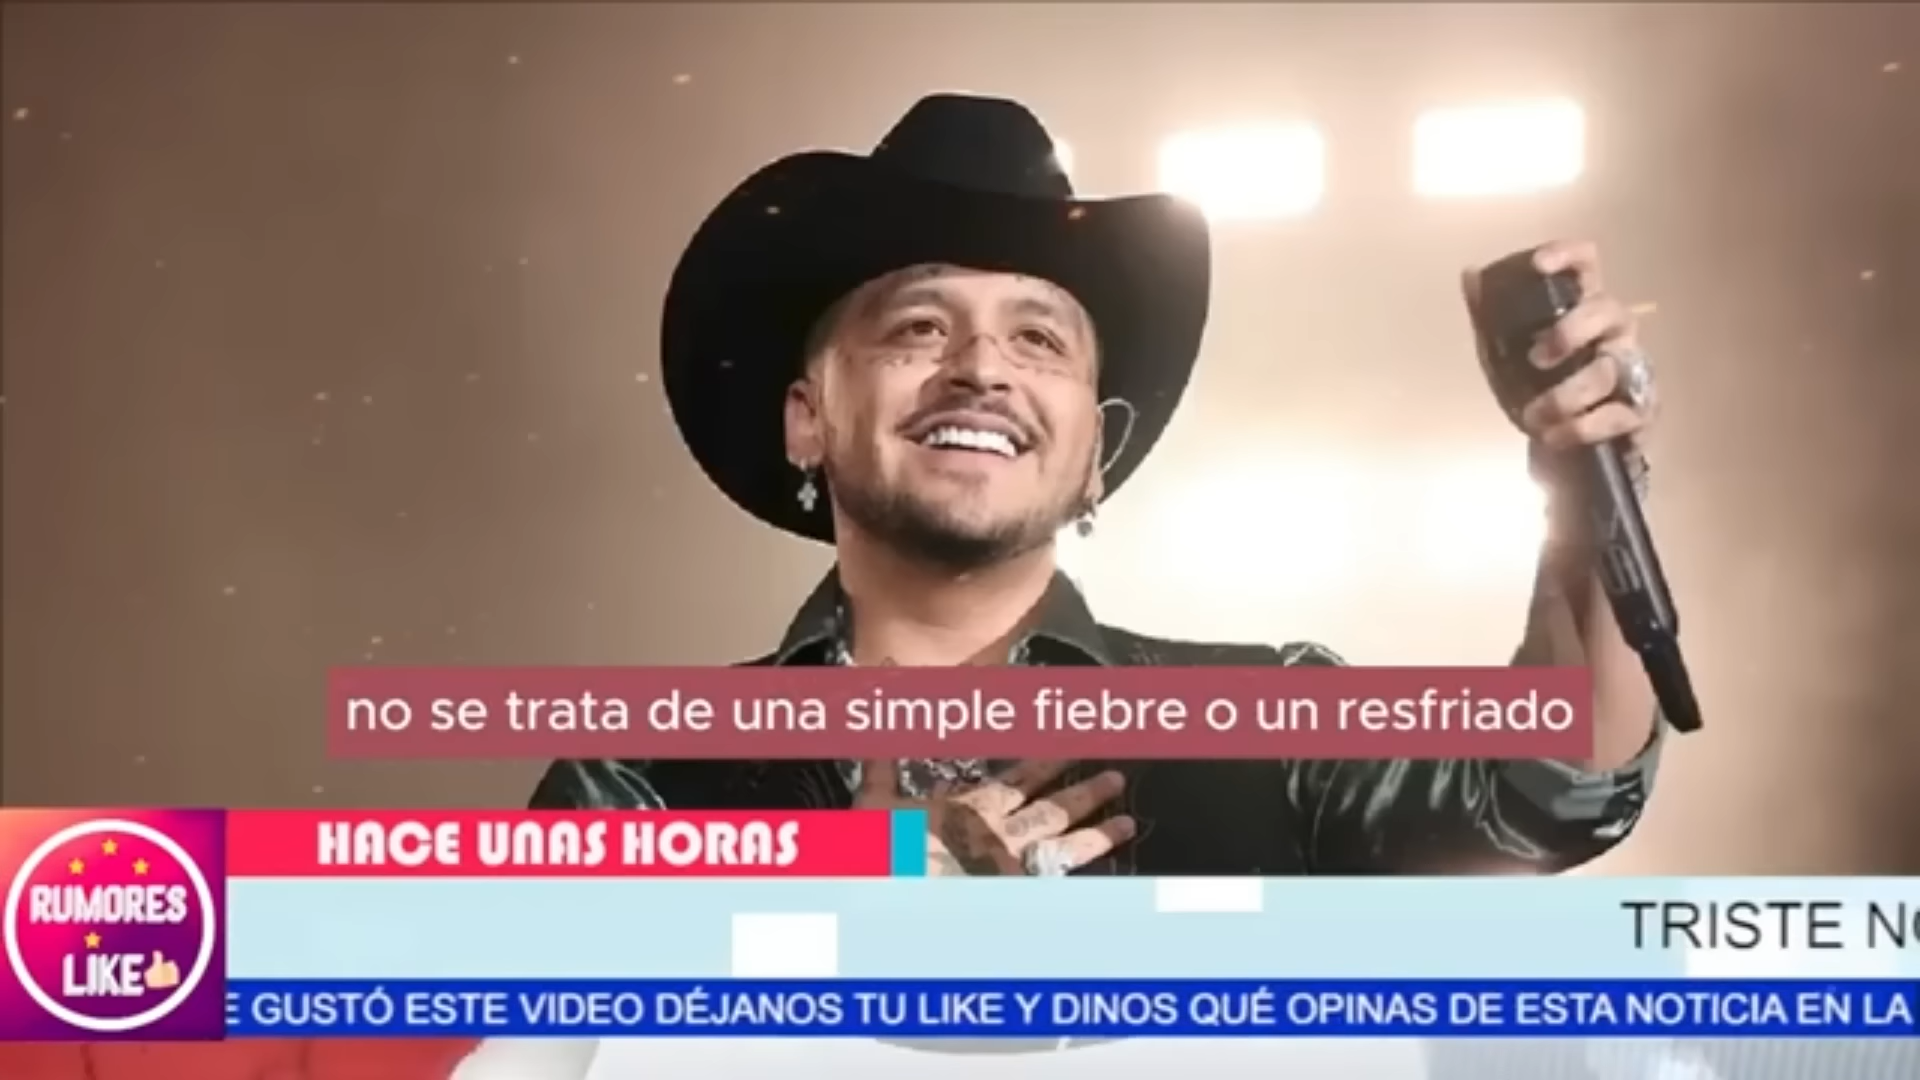 no se trata de una simple fiebre o un resfriado
HACE UNAS HORAS
RUMORES
LIKE
TRISTE
GUSTÓ ESTE VIDEO DÉJANOS TU LIKE Y DINOS QUÉ OPINAS DE ESTA NOTICIA EN LA